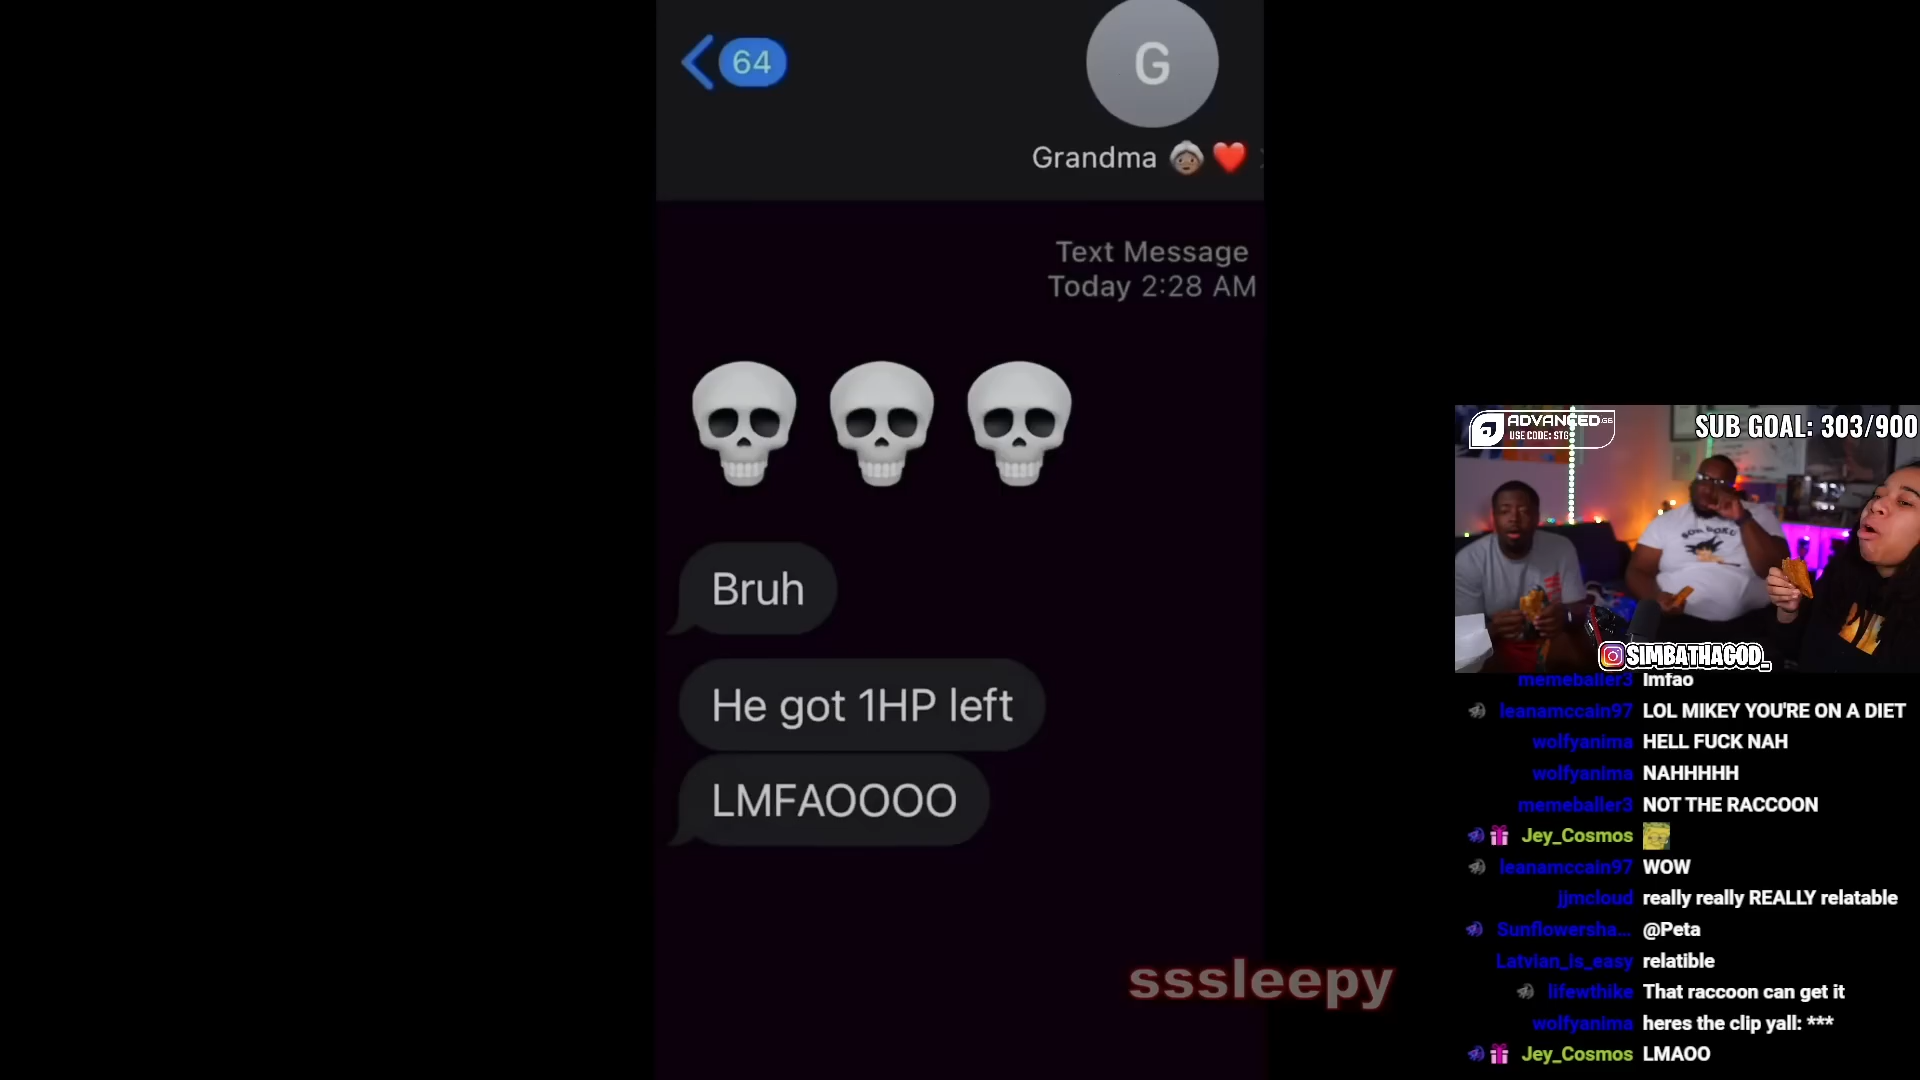 64
G
Grandma 👵🏽❤️
Text Message
Today 2:28 AM
💀💀💀
Bruh
He got 1HP left
LMFAOOOO
sssleepy
ADVANCED.GG
USE CODE: STG
SUB GOAL: 303/900
SIMBATHAGOD_
memeballer3 lmfao
leanamccain97 LOL MIKEY YOU'RE ON A DIET
wolfyanima HELL FUCK NAH
wolfyanima NAHHHHH
memeballer3 NOT THE RACCOON
Jey_Cosmos
leanamccain97 WOW
jjmcloud really really REALLY relatable
Sunflowersha... @Peta
Latvian_is_easy relatible
lifewthike That raccoon can get it
wolfyanima heres the clip yall: ***
Jey_Cosmos LMAOO